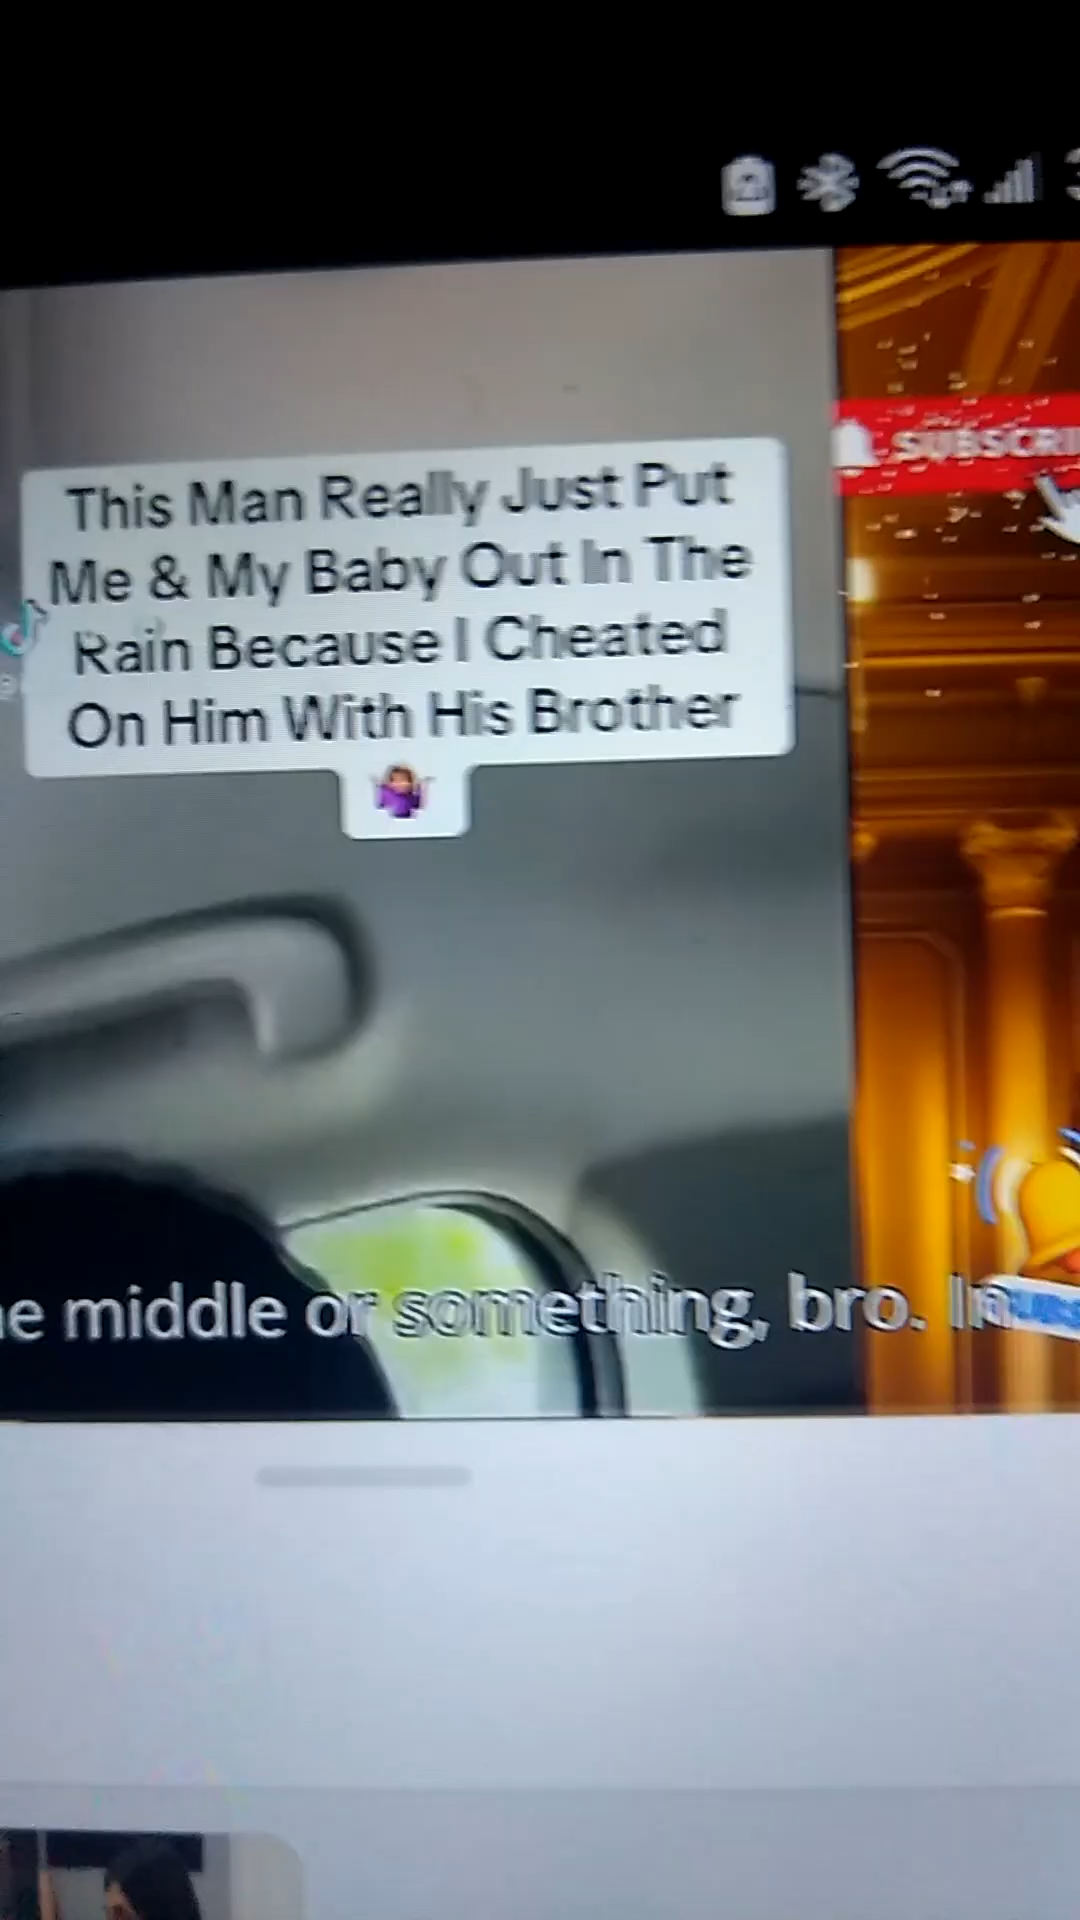 SUBSCRI
This Man Really Just Put
Me & My Baby Out In The
Rain Because I Cheated
On Him With His Brother
middle or something, bro.